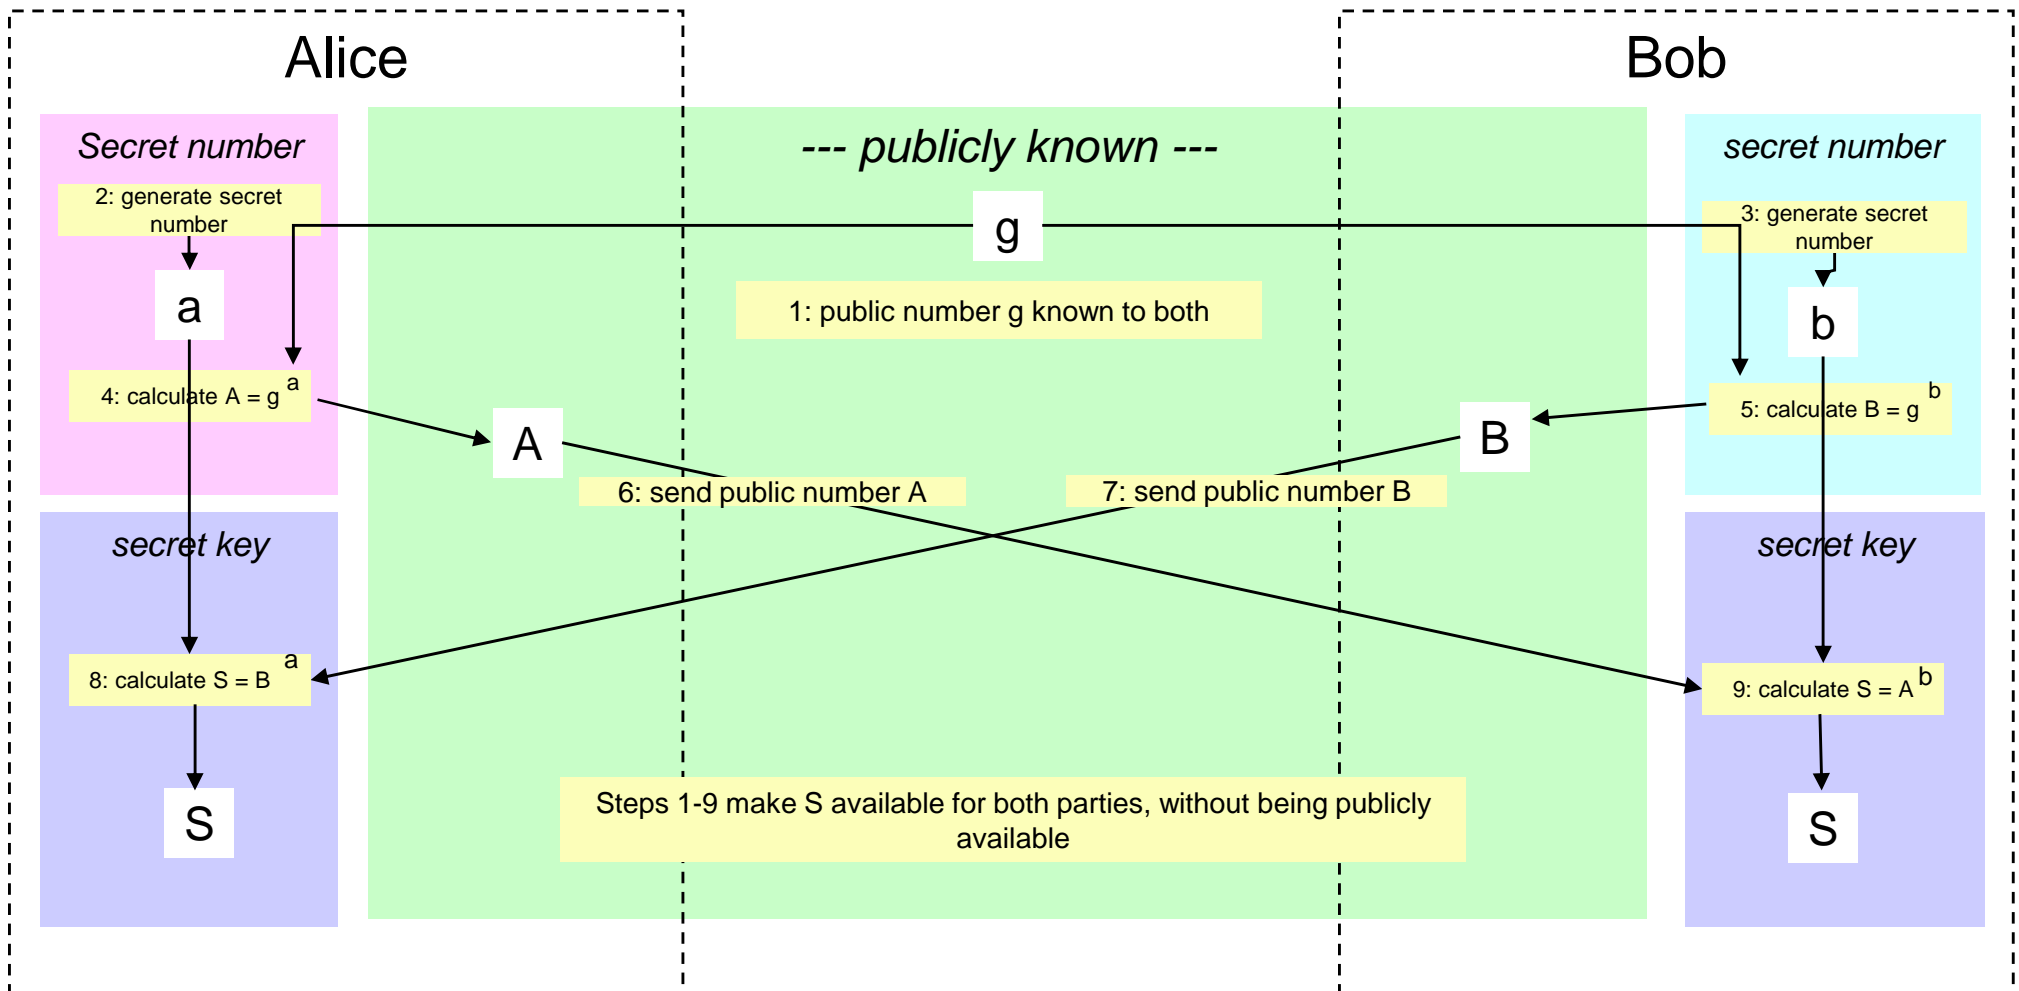 Alice
Bob
Secret number
--- publicly known ---
secret number
2: generate secret
number
g
3: generate secret
number
a
1: public number g known to both
b
4: calculate A = g a
5: calculate B = g b
A
B
6: send public number A
7: send public number B
secret key
secret key
8: calculate S = B a
9: calculate S = A b
S
Steps 1-9 make S available for both parties, without being publicly
available
S